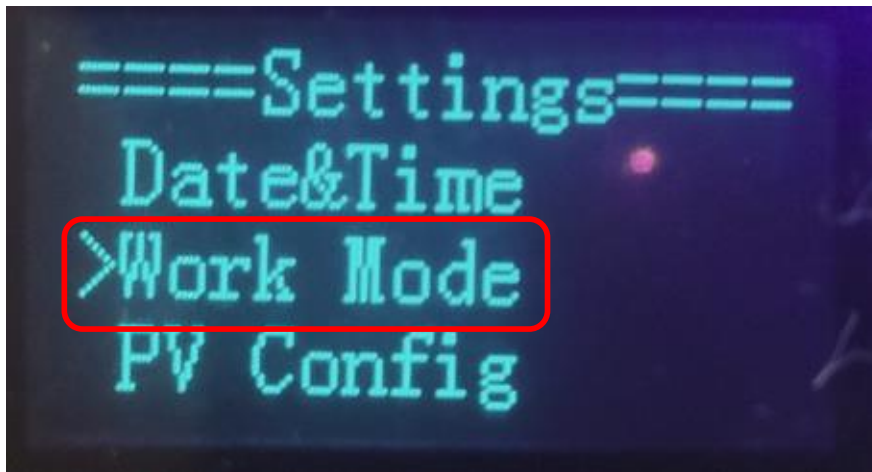 ====Settings====
Date&Time
>Work Mode
PV Config